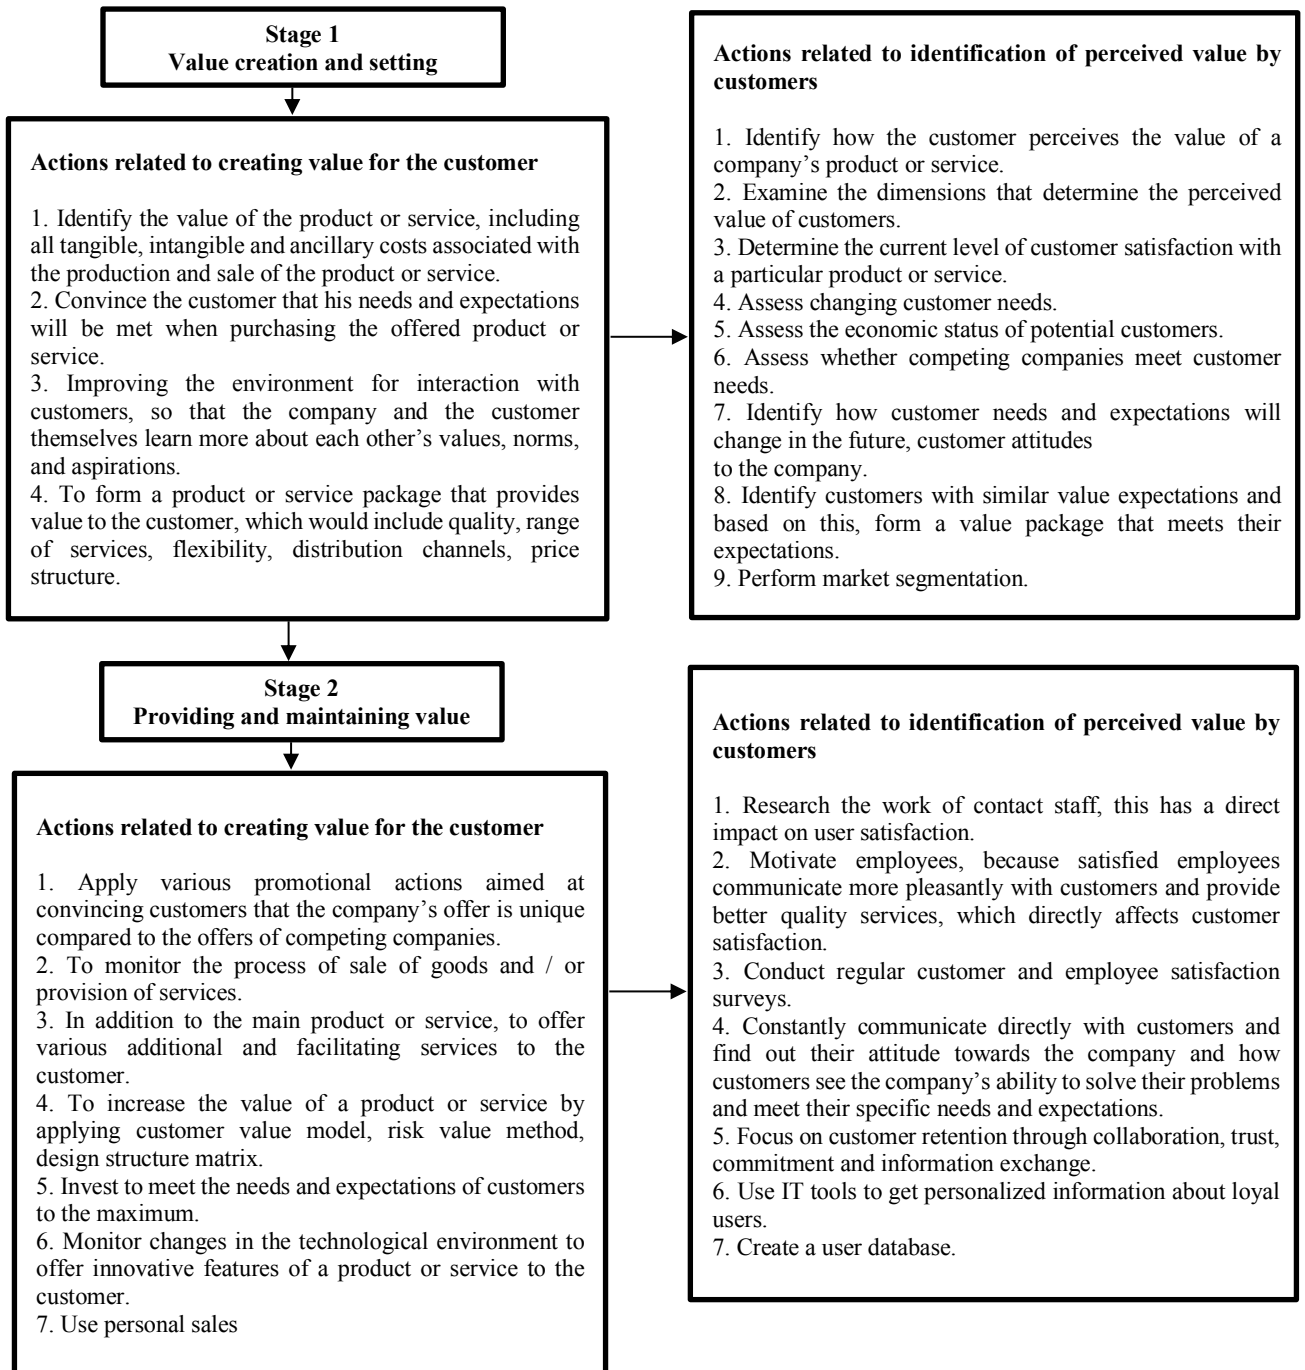 Stage 1
Value creation and setting
Actions related to creating value for the customer
1. Identify the value of the product or service, including
all tangible, intangible and ancillary costs associated with
the production and sale of the product or service.
2. Convince the customer that his needs and expectations
will be met when purchasing the offered product or
service.
3. Improving the environment for interaction with
customers, so that the company and the customer
themselves learn more about each other’s values, norms,
and aspirations.
4. To form a product or service package that provides
value to the customer, which would include quality, range
of services, flexibility, distribution channels, price
structure.
Actions related to identification of perceived value by
customers
1. Identify how the customer perceives the value of a
company’s product or service.
2. Examine the dimensions that determine the perceived
value of customers.
3. Determine the current level of customer satisfaction with
a particular product or service.
4. Assess changing customer needs.
5. Assess the economic status of potential customers.
6. Assess whether competing companies meet customer
needs.
7. Identify how customer needs and expectations will
change in the future, customer attitudes
to the company.
8. Identify customers with similar value expectations and
based on this, form a value package that meets their
expectations.
9. Perform market segmentation.
Stage 2
Providing and maintaining value
Actions related to creating value for the customer
1. Apply various promotional actions aimed at
convincing customers that the company’s offer is unique
compared to the offers of competing companies.
2. To monitor the process of sale of goods and / or
provision of services.
3. In addition to the main product or service, to offer
various additional and facilitating services to the
customer.
4. To increase the value of a product or service by
applying customer value model, risk value method,
design structure matrix.
5. Invest to meet the needs and expectations of customers
to the maximum.
6. Monitor changes in the technological environment to
offer innovative features of a product or service to the
customer.
7. Use personal sales
Actions related to identification of perceived value by
customers
1. Research the work of contact staff, this has a direct
impact on user satisfaction.
2. Motivate employees, because satisfied employees
communicate more pleasantly with customers and provide
better quality services, which directly affects customer
satisfaction.
3. Conduct regular customer and employee satisfaction
surveys.
4. Constantly communicate directly with customers and
find out their attitude towards the company and how
customers see the company’s ability to solve their problems
and meet their specific needs and expectations.
5. Focus on customer retention through collaboration, trust,
commitment and information exchange.
6. Use IT tools to get personalized information about loyal
users.
7. Create a user database.